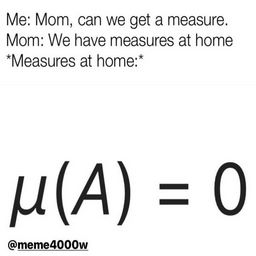 Me: Mom, can we get a measure.
Mom: We have measures at home
*Measures at home:*
μ(A) = 0
@meme4000w